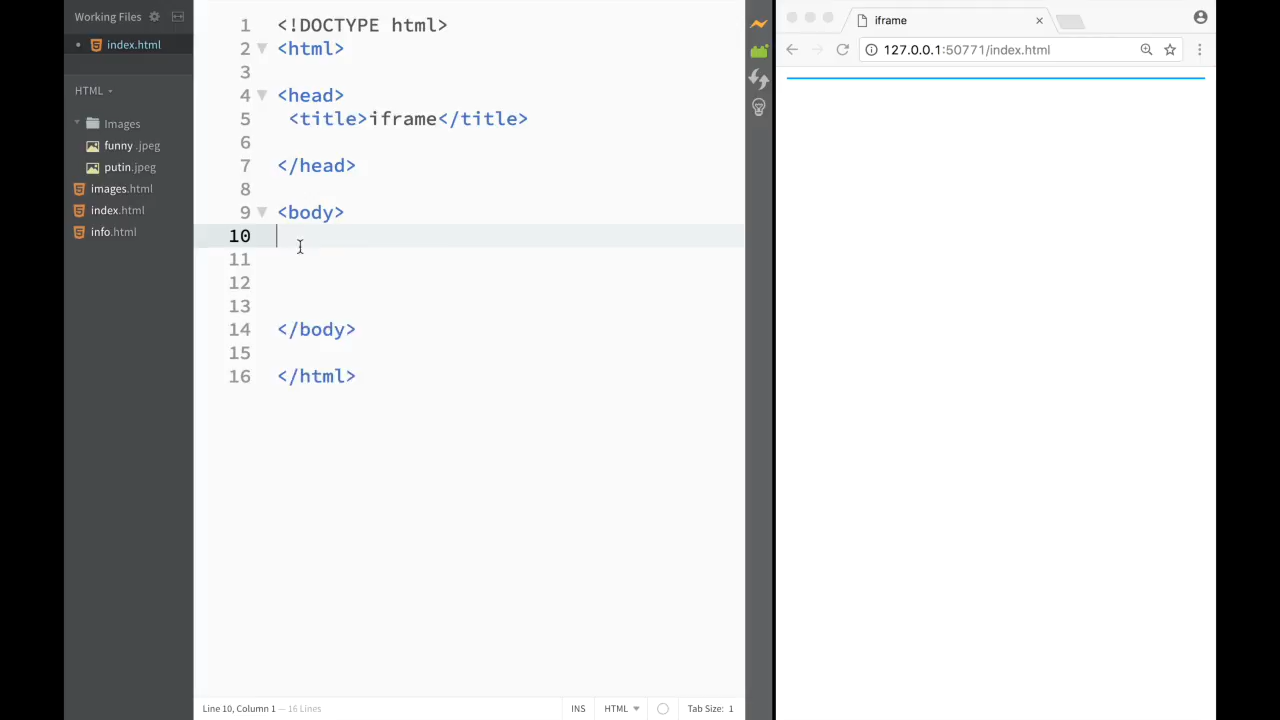 Working Files
index.html
HTML
Images
funny .jpeg
putin.jpeg
images.html
index.html
info.html
1 <!DOCTYPE html>
2 <html>
3
4 <head>
5 <title>iframe</title>
6
7 </head>
8
9 <body>
10
11
12
13
14 </body>
15
16 </html>
Line 10, Column 1 — 16 Lines
INS
HTML
Tab Size: 1
iframe
127.0.0.1:50771/index.html